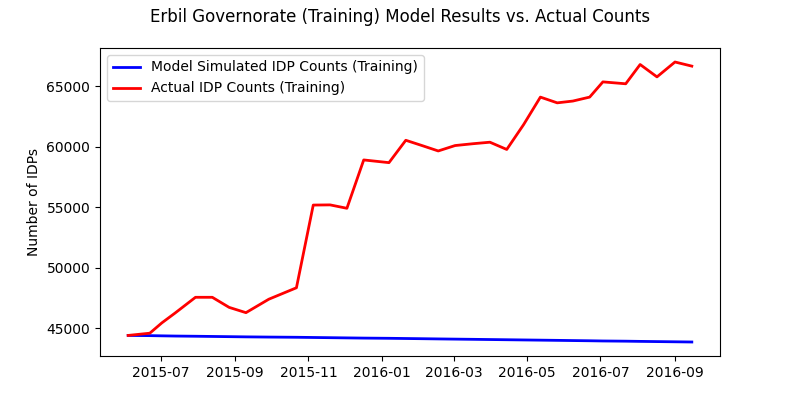 Erbil Governorate (Training) Model Results vs. Actual Counts
Model Simulated IDP Counts (Training)
Actual IDP Counts (Training)
Number of IDPs
65000
60000
55000
50000
45000
2015-07 2015-09 2015-11 2016-01 2016-03 2016-05 2016-07 2016-09